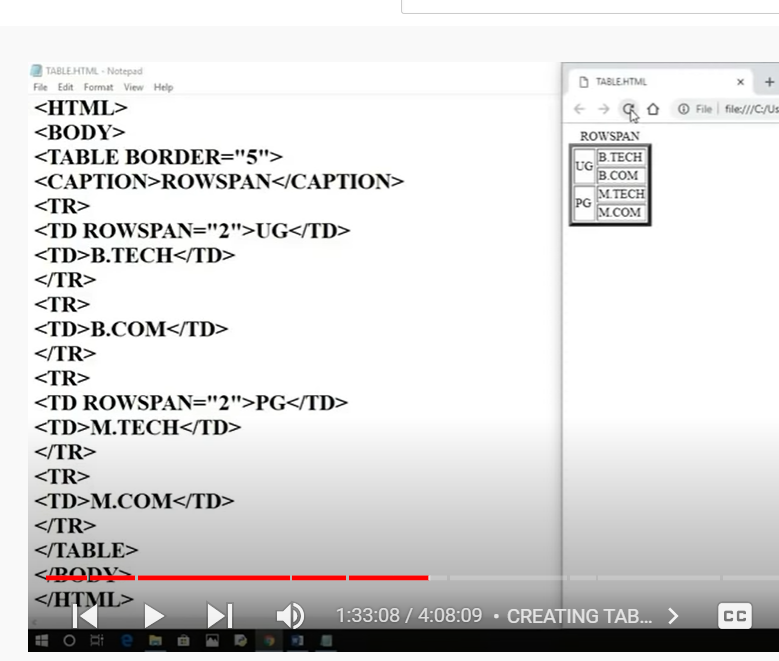 TABLE.HTML - Notepad
File Edit Format View Help
<HTML>
<BODY>
<TABLE BORDER="5">
<CAPTION>ROWSPAN</CAPTION>
<TR>
<TD ROWSPAN="2">UG</TD>
<TD>B.TECH</TD>
</TR>
<TR>
<TD>B.COM</TD>
</TR>
<TR>
<TD ROWSPAN="2">PG</TD>
<TD>M.TECH</TD>
</TR>
<TR>
<TD>M.COM</TD>
</TR>
</TABLE>
</BODY>
</HTML>
TABLE.HTML
File file:///C:/Us
ROWSPAN
UG B.TECH
B.COM
PG M.TECH
M.COM
1:33:08 / 4:08:09 • CREATING TAB...
CC